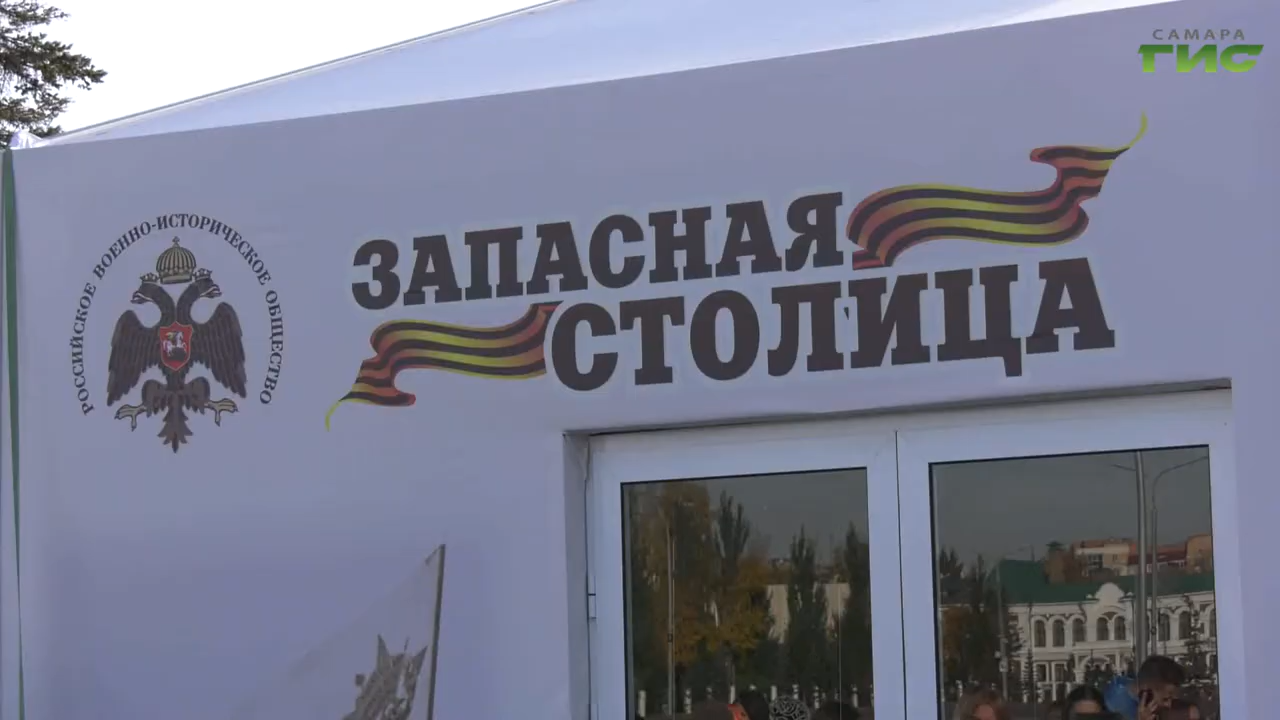 САМАРА
ГИС
РОССИЙСКОЕ ВОЕННО-ИСТОРИЧЕСКОЕ ОБЩЕСТВО
ЗАПАСНАЯ
СТОЛИЦА